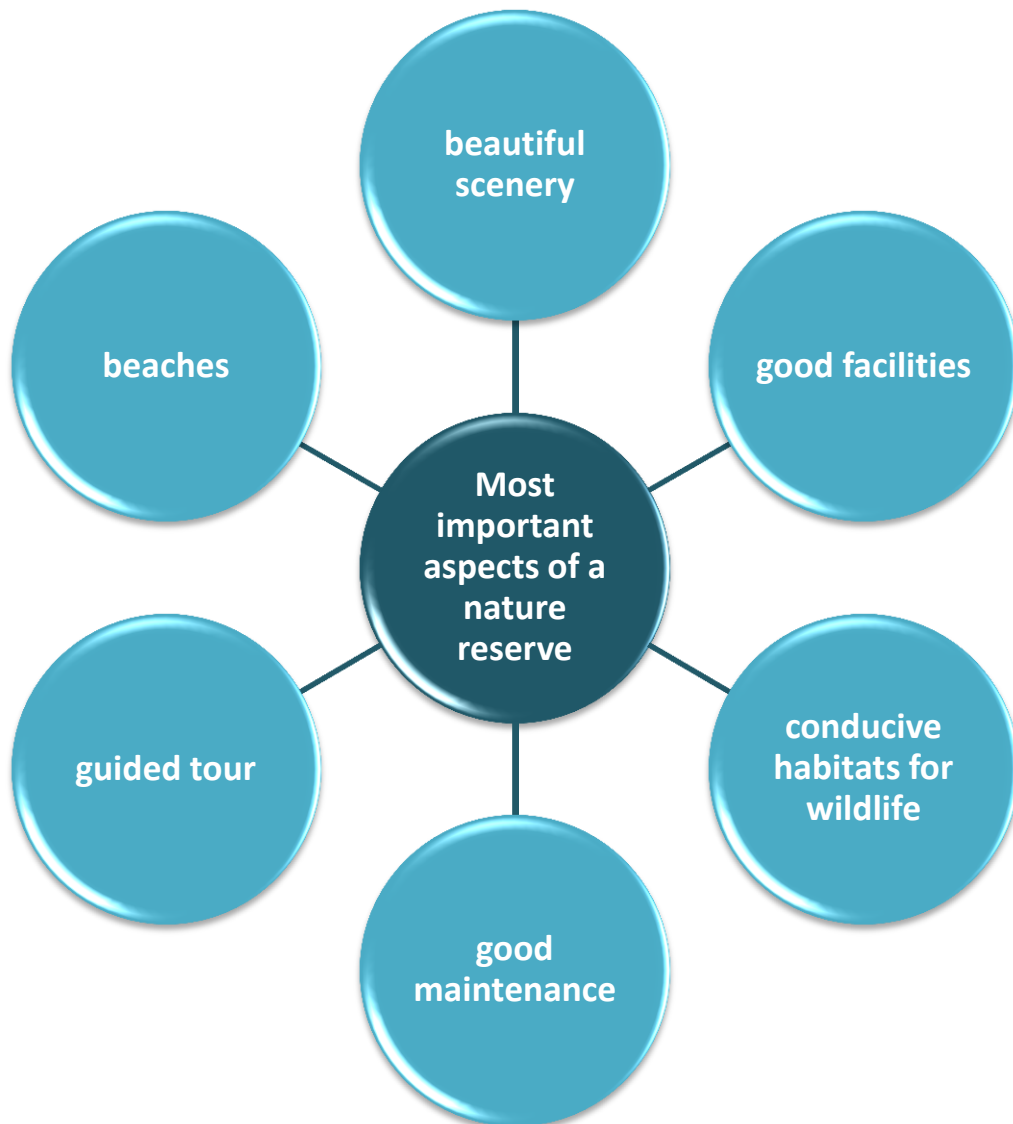 beautiful
scenery
beaches
good facilities
Most
important
aspects of a
nature
reserve
guided tour
conducive
habitats for
wildlife
good
maintenance